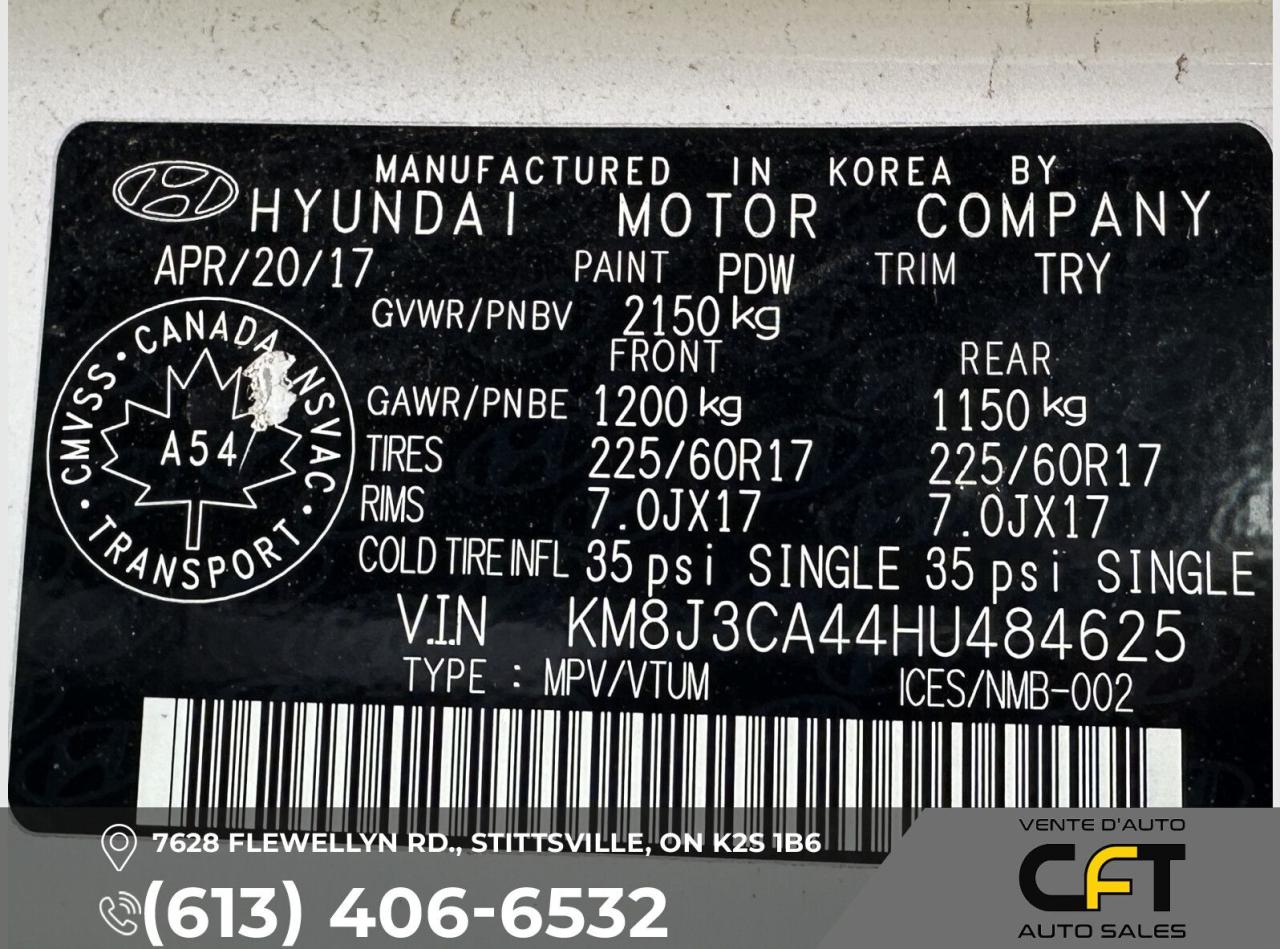 MANUFACTURED IN KOREA BY
HYUNDAI MOTOR COMPANY
APR/20/17 PAINT PDW TRIM TRY
GVWR/PNBV 2150 kg
FRONT REAR
GAWR/PNBE 1200 kg 1150 kg
TIRES 225/60R17 225/60R17
RIMS 7.0JX17 7.0JX17
COLD TIRE INFL 35 psi SINGLE 35 psi SINGLE
V.I.N KM8J3CA44HU484625
TYPE : MPV/VTUM ICES/NMB-002
CMVSS · CANADA NSVAC
A54
· TRANSPORT ·
7628 FLEWELLYN RD., STITTSVILLE, ON K2S 1B6
(613) 406-6532
VENTE D'AUTO
CFT
AUTO SALES